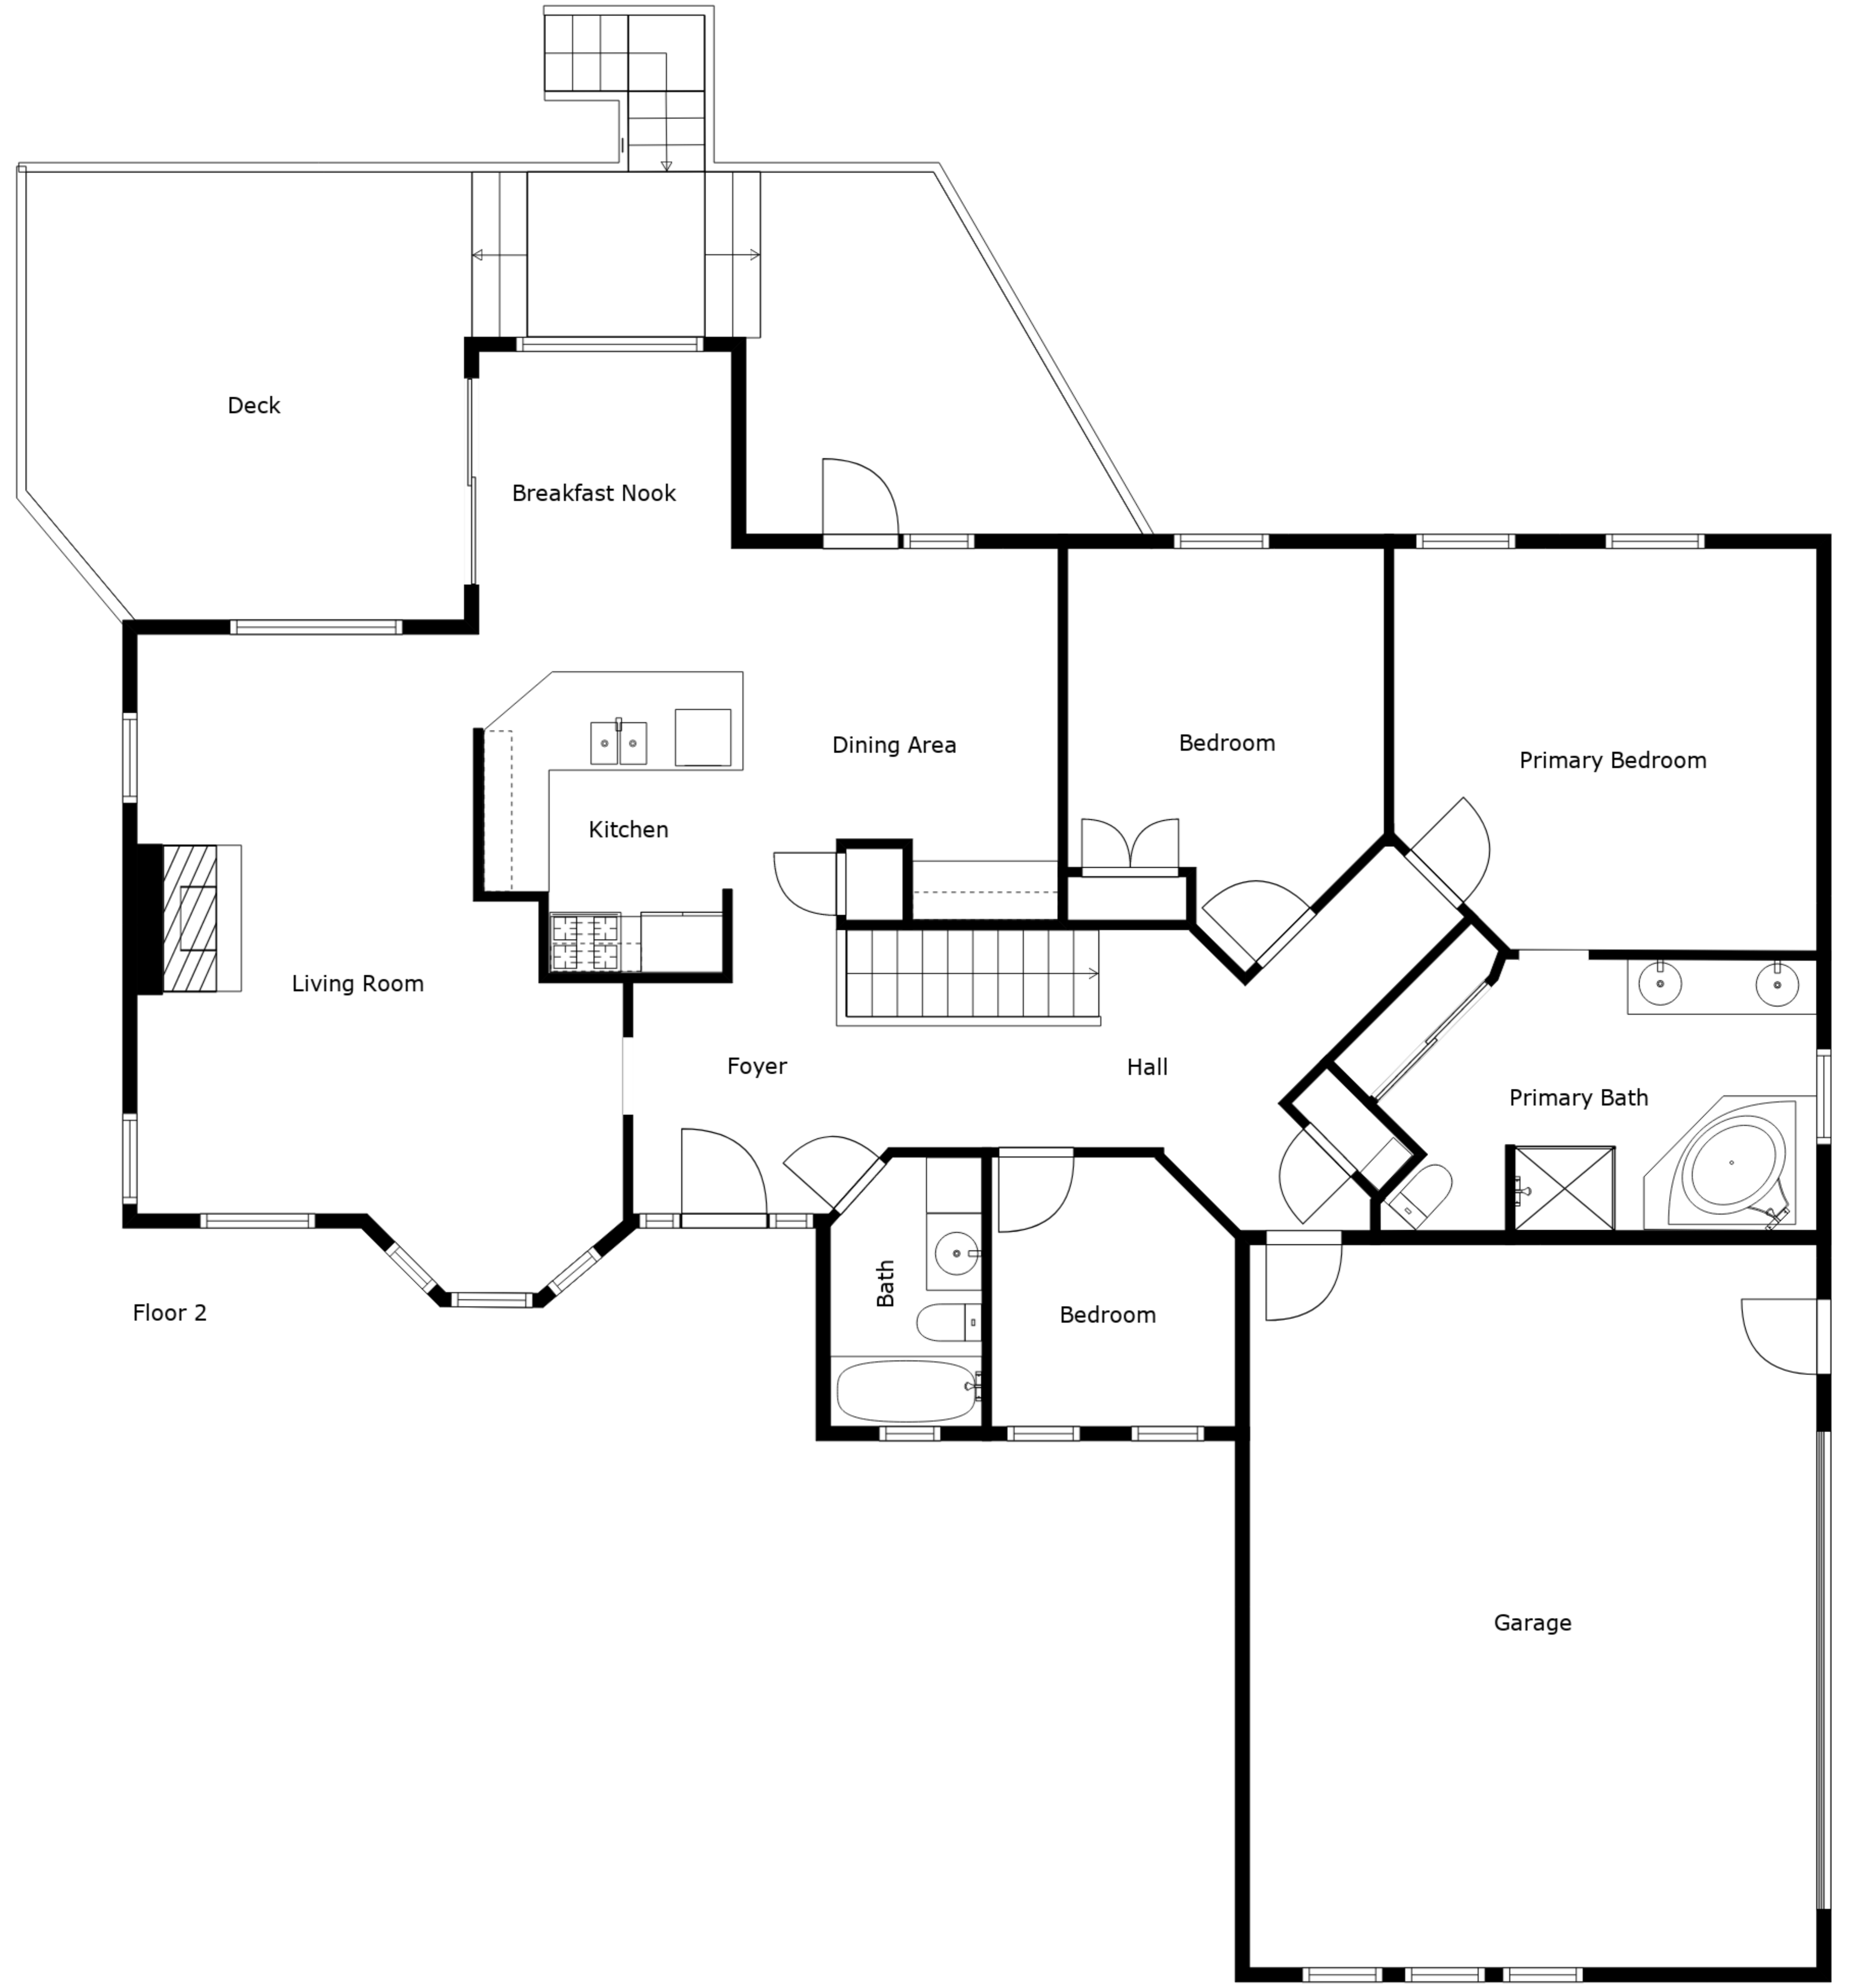 Deck
Breakfast Nook
Dining Area
Bedroom
Primary Bedroom
Kitchen
Living Room
Foyer
Hall
Primary Bath
Floor 2
Bath
Bedroom
Garage